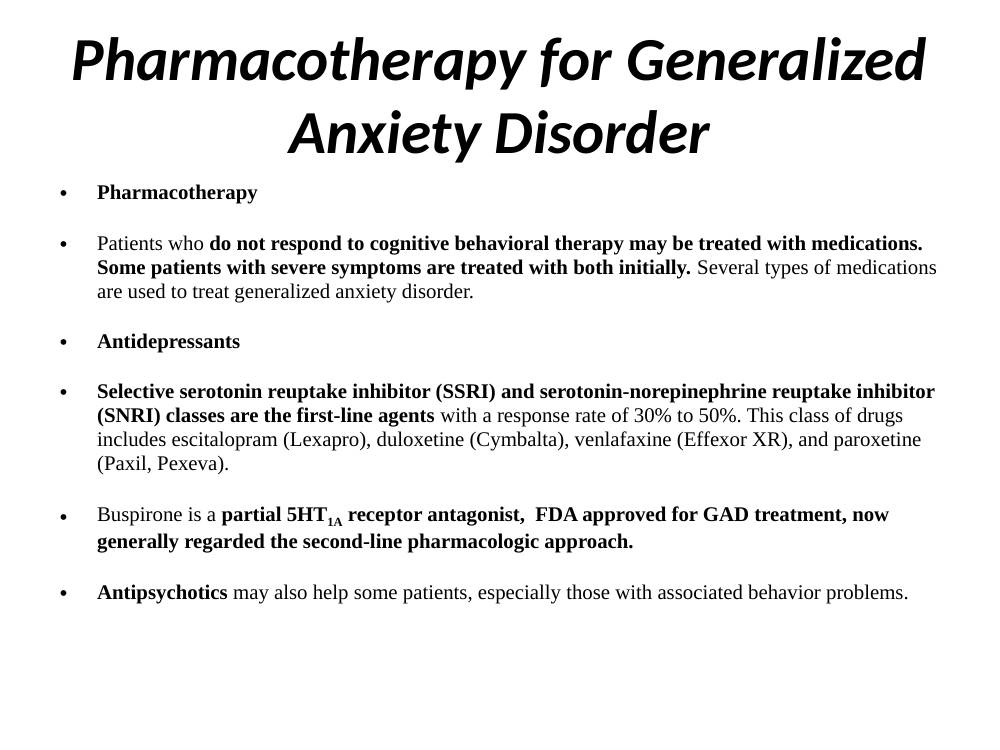 Pharmacotherapy for Generalized
Anxiety Disorder
• Pharmacotherapy
• Patients who do not respond to cognitive behavioral therapy may be treated with medications.
Some patients with severe symptoms are treated with both initially. Several types of medications
are used to treat generalized anxiety disorder.
• Antidepressants
• Selective serotonin reuptake inhibitor (SSRI) and serotonin-norepinephrine reuptake inhibitor
(SNRI) classes are the first-line agents with a response rate of 30% to 50%. This class of drugs
includes escitalopram (Lexapro), duloxetine (Cymbalta), venlafaxine (Effexor XR), and paroxetine
(Paxil, Pexeva).
• Buspirone is a partial 5HT1A receptor antagonist,  FDA approved for GAD treatment, now
generally regarded the second-line pharmacologic approach.
• Antipsychotics may also help some patients, especially those with associated behavior problems.